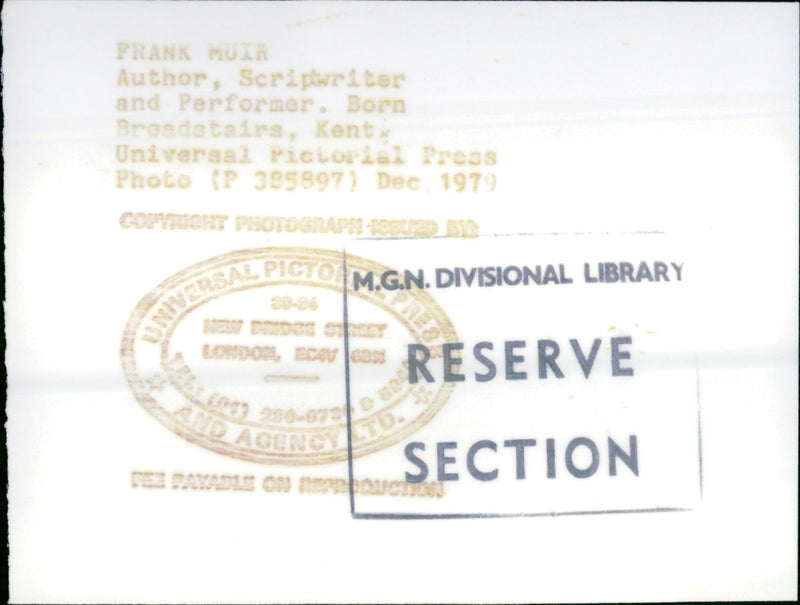 FRANK MUIR
Author, Scriptwriter
and Performer. Born
Broadstairs, Kent.
Universal Pictorial Press
Photo (P 385897) Dec 1979
COPYRIGHT PHOTOGRAPH ISSUED BY:
UNIVERSAL PICTORIAL PRESS
NEW BRIDGE STREET
LONDON, EC4V
AND AGENCY LTD.
FEE PAYABLE ON REPRODUCTION
M.G.N. DIVISIONAL LIBRARY
RESERVE
SECTION